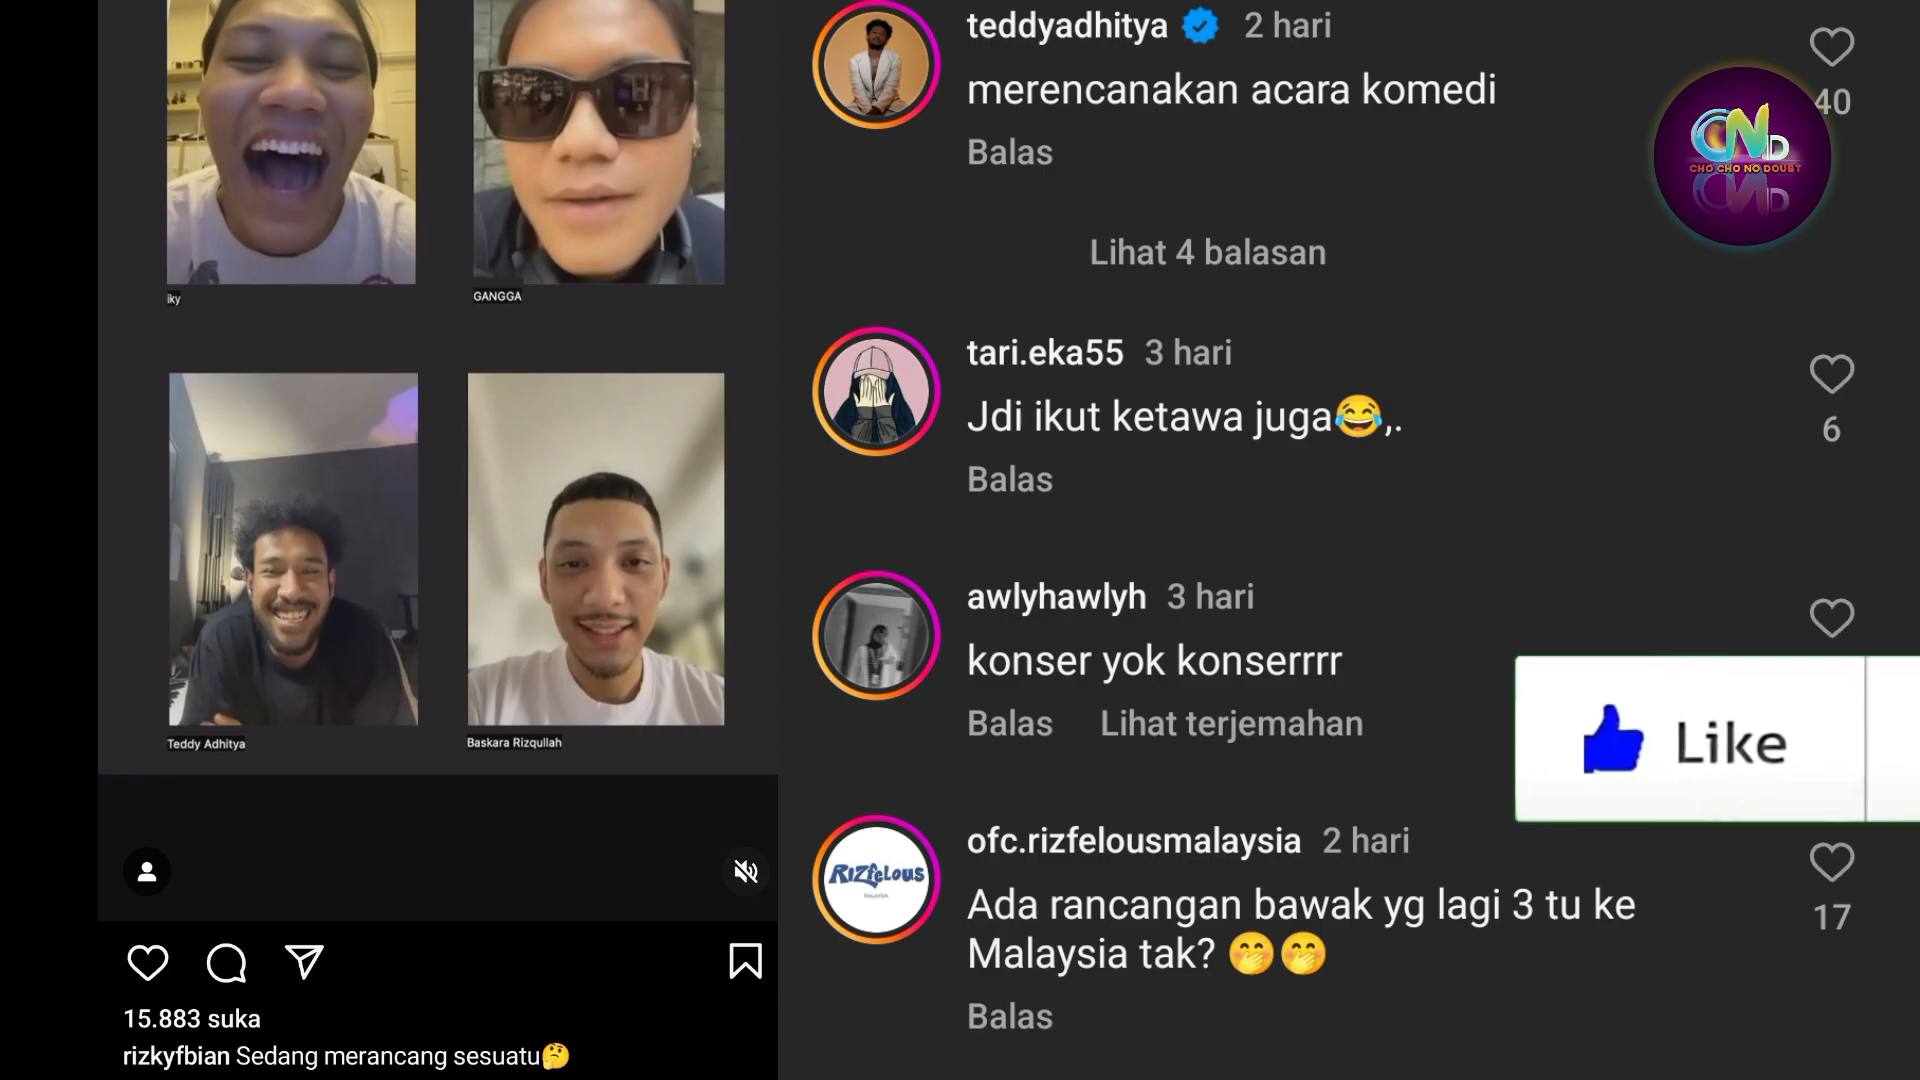 iky
GANGGA
Teddy Adhitya
Baskara Rizqullah
15.883 suka
rizkyfbian Sedang merancang sesuatu🤔
teddyadhitya 2 hari
merencanakan acara komedi
40
Balas
Lihat 4 balasan
CND
CHO CHO NO DOUBT
tari.eka55 3 hari
Jdi ikut ketawa juga😂,.
6
Balas
awlyhawlyh 3 hari
konser yok konserrrr
Balas Lihat terjemahan
Like
RIZFELOUS
MALAYSIA
ofc.rizfelousmalaysia 2 hari
Ada rancangan bawak yg lagi 3 tu ke
Malaysia tak? 🤭🤭
17
Balas